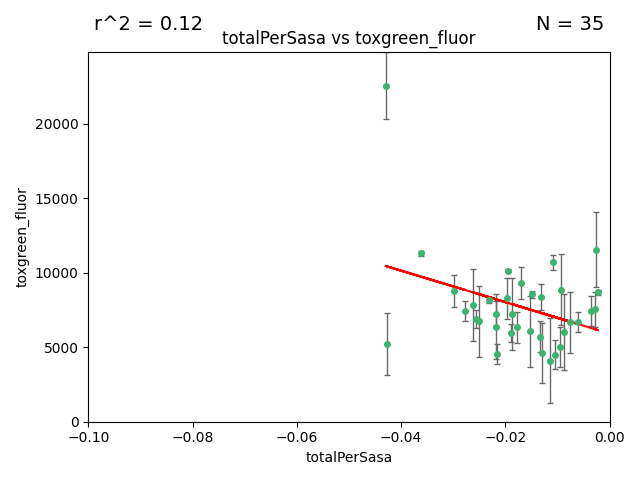 r^2 = 0.12
N = 35
totalPerSasa vs toxgreen_fluor
20000
15000
10000
5000
0
toxgreen_fluor
−0.10
−0.08
−0.06
−0.04
−0.02
0.00
totalPerSasa